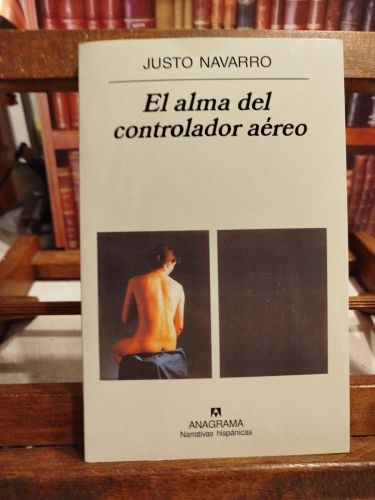 JUSTO NAVARRO
El alma del
controlador aéreo
ANAGRAMA
Narrativas hispánicas